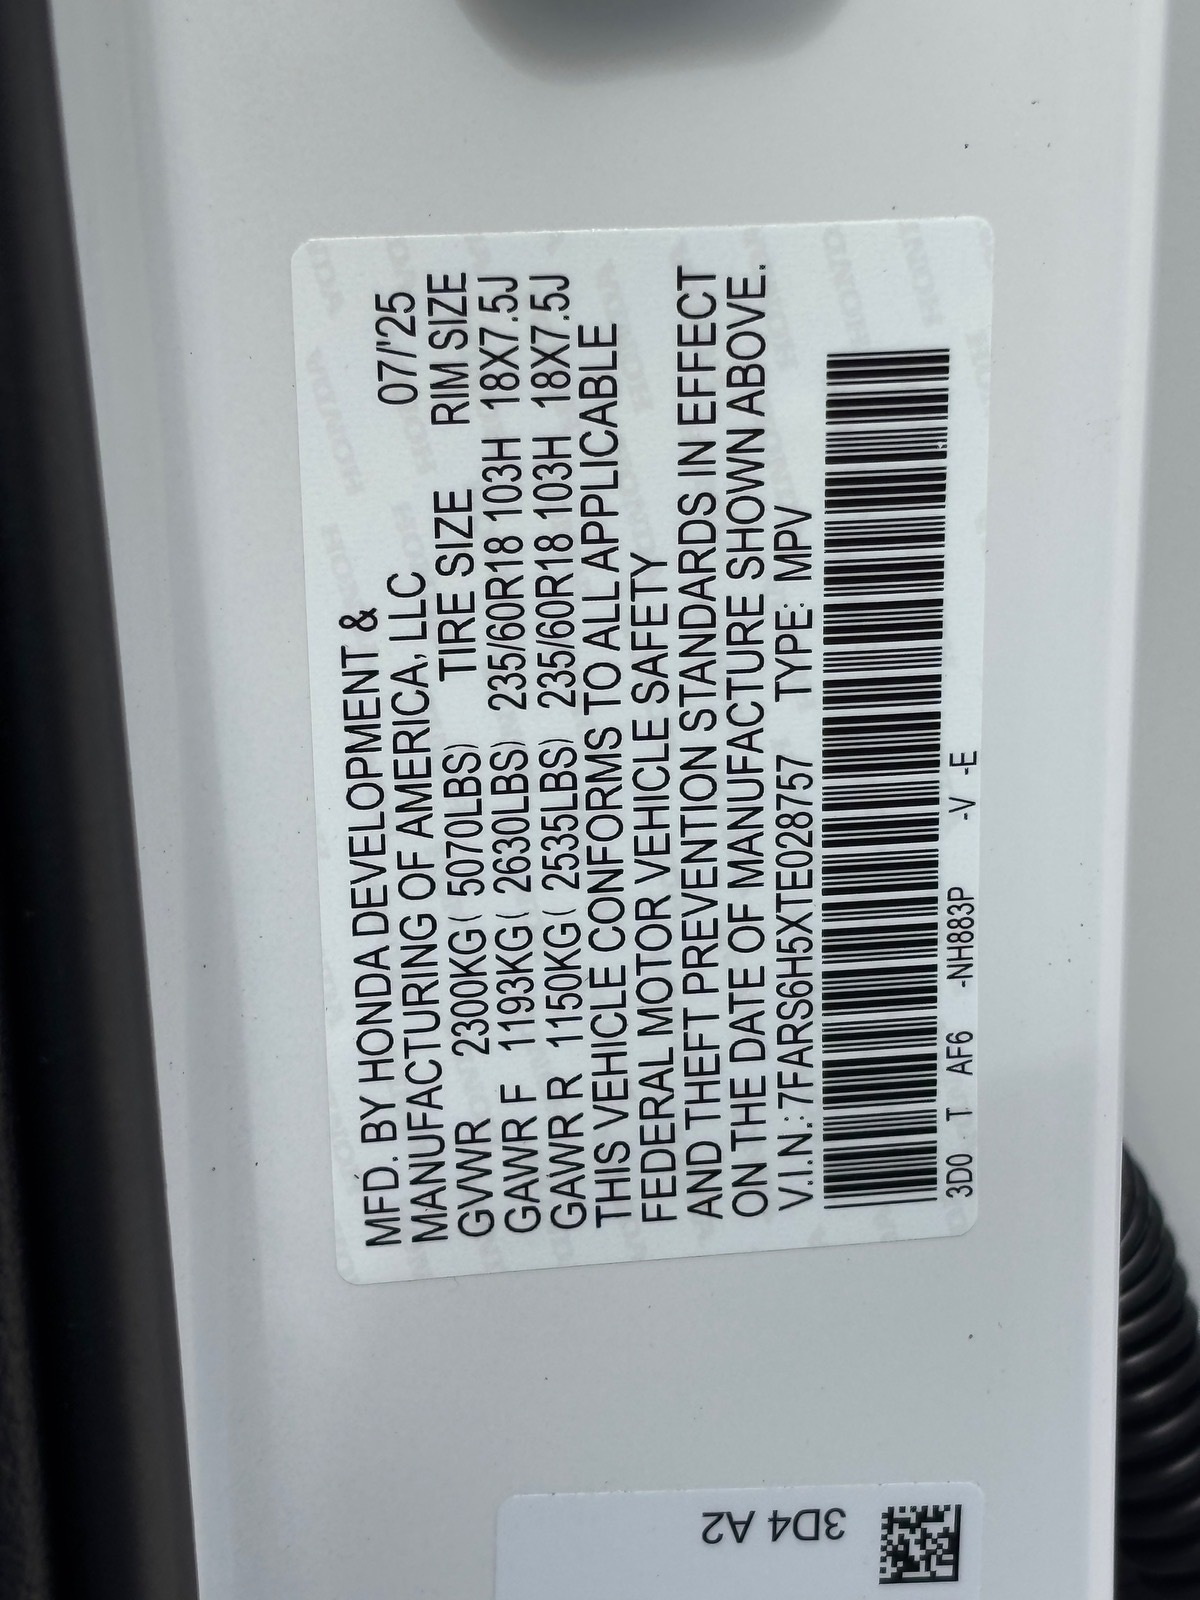 MFD. BY HONDA DEVELOPMENT &
MANUFACTURING OF AMERICA, LLC 07/'25
GVWR 2300KG( 5070LBS) TIRE SIZE RIM SIZE
GAWR F 1193KG( 2630LBS) 235/60R18 103H 18X7.5J
GAWR R 1150KG( 2535LBS) 235/60R18 103H 18X7.5J
THIS VEHICLE CONFORMS TO ALL APPLICABLE
FEDERAL MOTOR VEHICLE SAFETY
AND THEFT PREVENTION STANDARDS IN EFFECT
ON THE DATE OF MANUFACTURE SHOWN ABOVE.
V.I.N.: 7FARS6H5XTE028757 TYPE: MPV
3D0 T AF6 -NH883P -V -E
3D4 A2